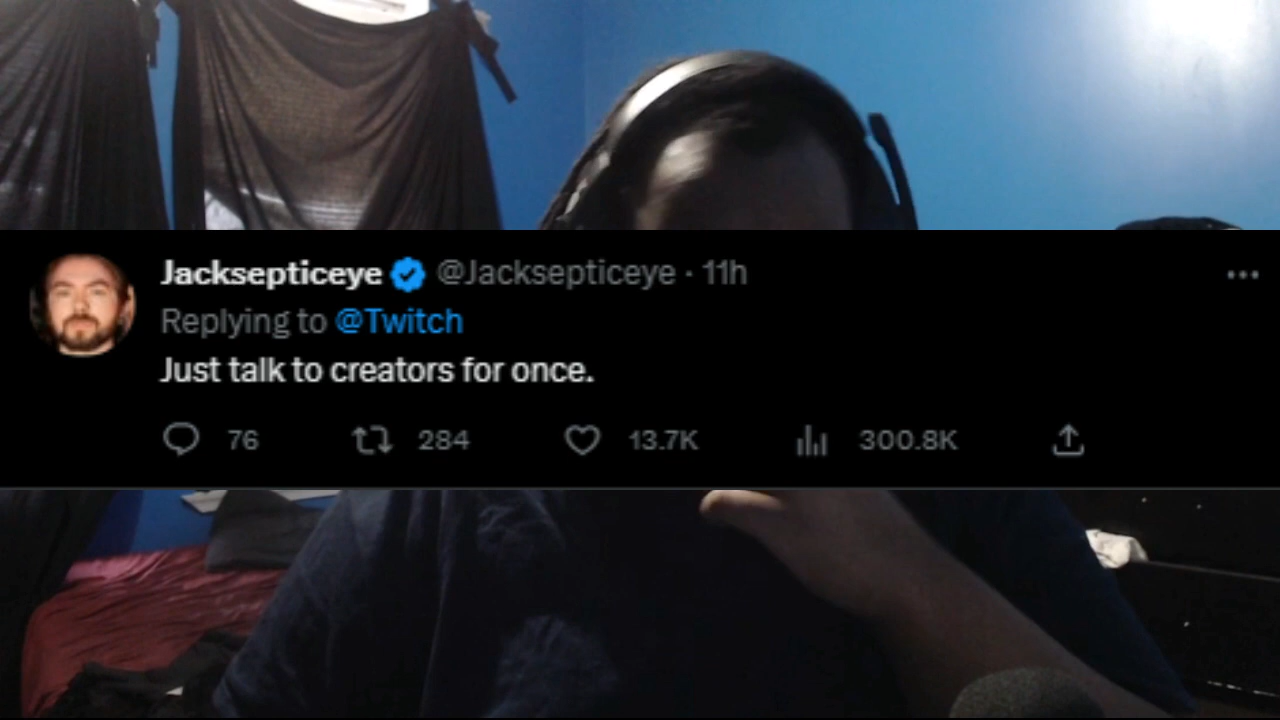 Jacksepticeye @Jacksepticeye · 11h
Replying to @Twitch
Just talk to creators for once.
76 284 13.7K 300.8K